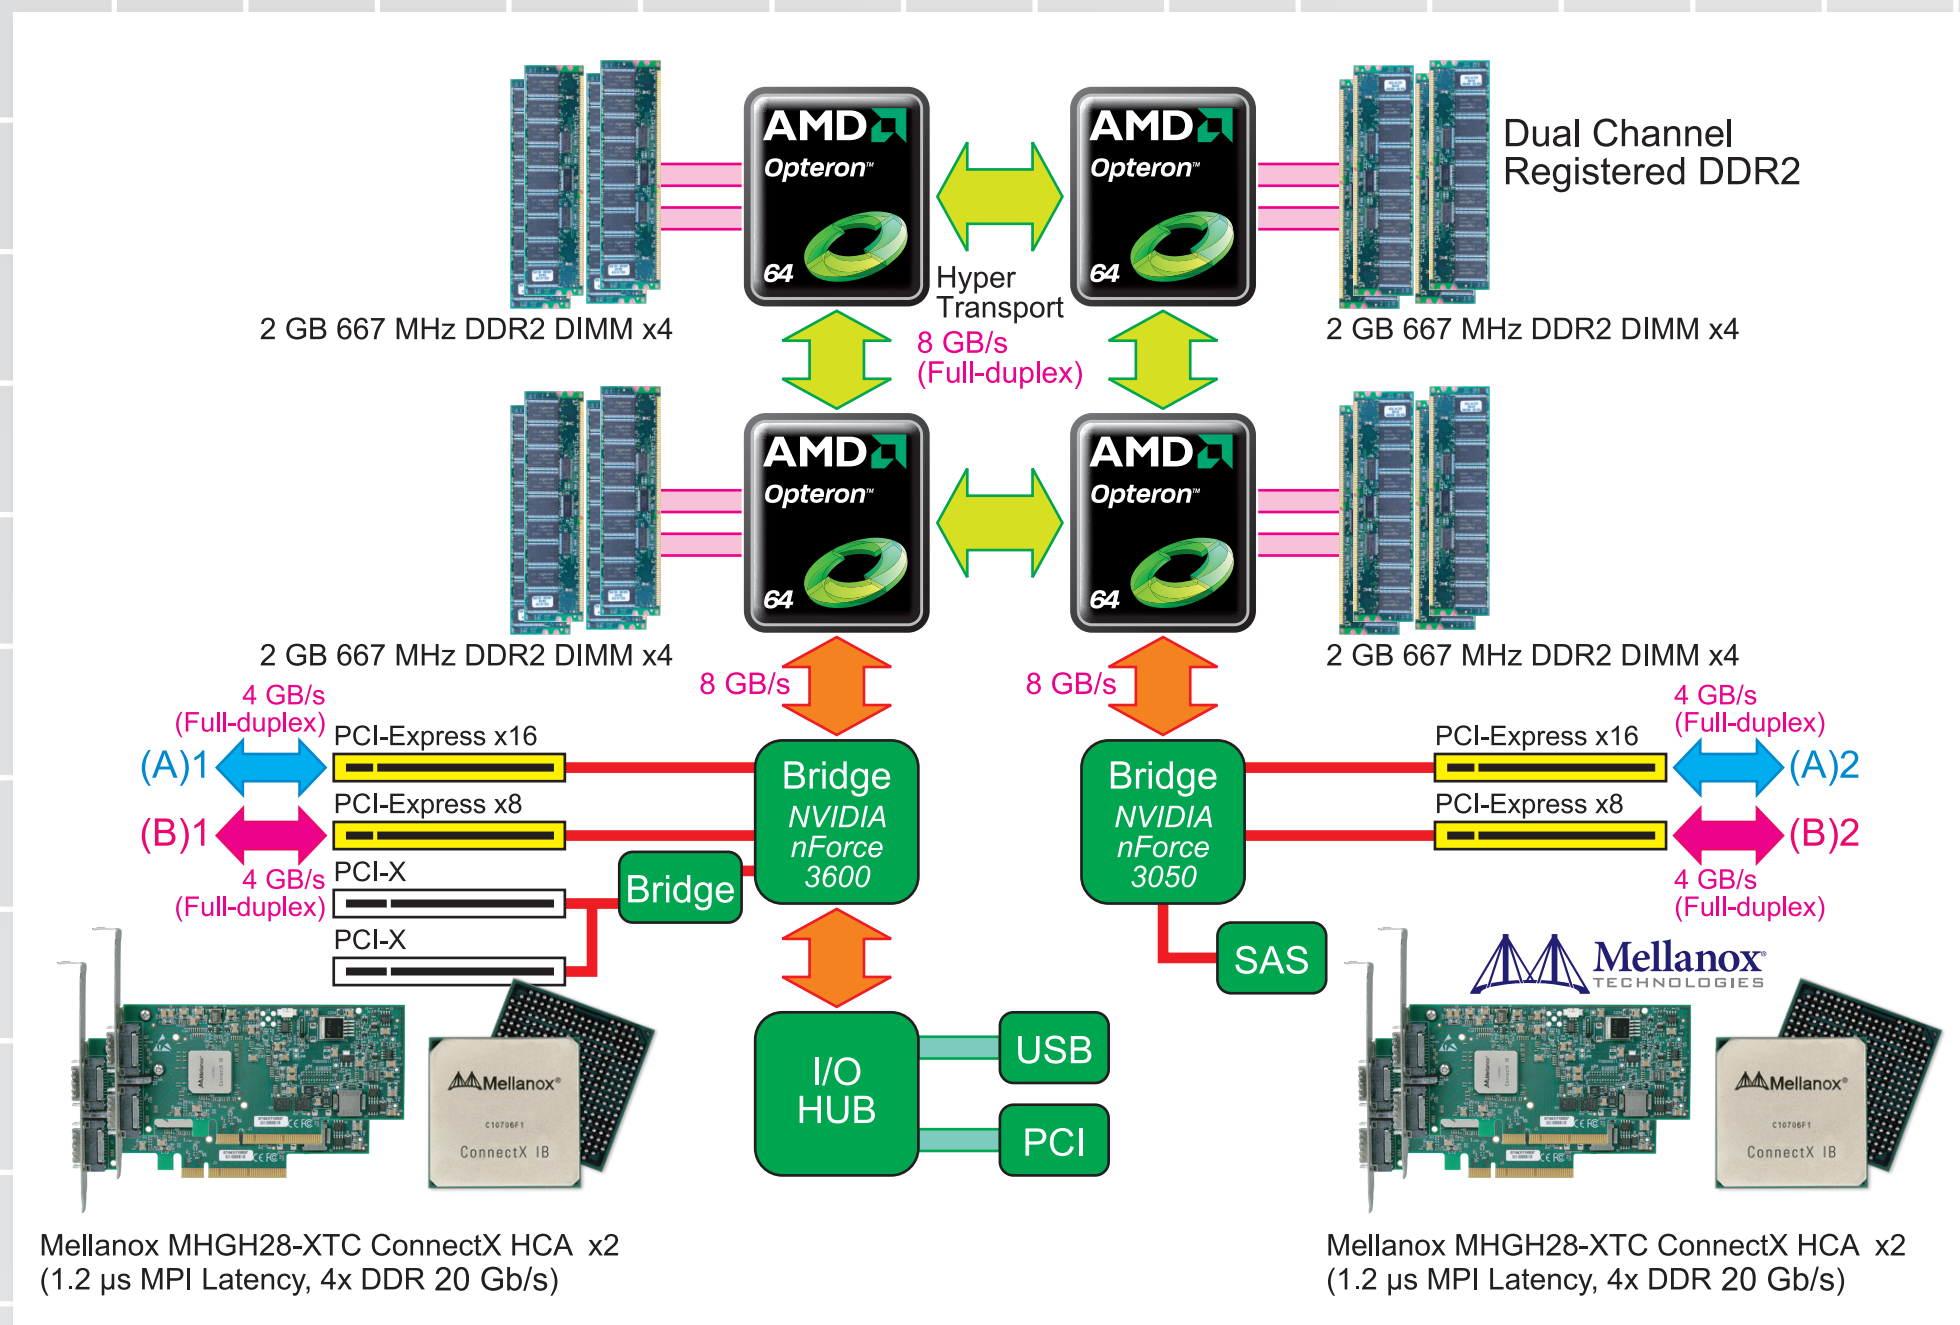 AMD
Opteron™
64
AMD
Opteron™
64
Dual Channel
Registered DDR2
Hyper
Transport
8 GB/s
(Full-duplex)
2 GB 667 MHz DDR2 DIMM x4
2 GB 667 MHz DDR2 DIMM x4
AMD
Opteron™
64
AMD
Opteron™
64
2 GB 667 MHz DDR2 DIMM x4
2 GB 667 MHz DDR2 DIMM x4
8 GB/s
8 GB/s
4 GB/s
(Full-duplex)
PCI-Express x16
(A)1
PCI-Express x8
(B)1
4 GB/s
(Full-duplex)
PCI-X
PCI-X
Bridge
Bridge
NVIDIA
nForce
3600
Bridge
NVIDIA
nForce
3050
4 GB/s
(Full-duplex)
PCI-Express x16
(A)2
PCI-Express x8
(B)2
4 GB/s
(Full-duplex)
SAS
Mellanox®
TECHNOLOGIES
I/O
HUB
USB
PCI
Mellanox®
C10706F1
ConnectX IB
Mellanox®
C10706F1
ConnectX IB
Mellanox MHGH28-XTC ConnectX HCA x2
(1.2 µs MPI Latency, 4x DDR 20 Gb/s)
Mellanox MHGH28-XTC ConnectX HCA x2
(1.2 µs MPI Latency, 4x DDR 20 Gb/s)